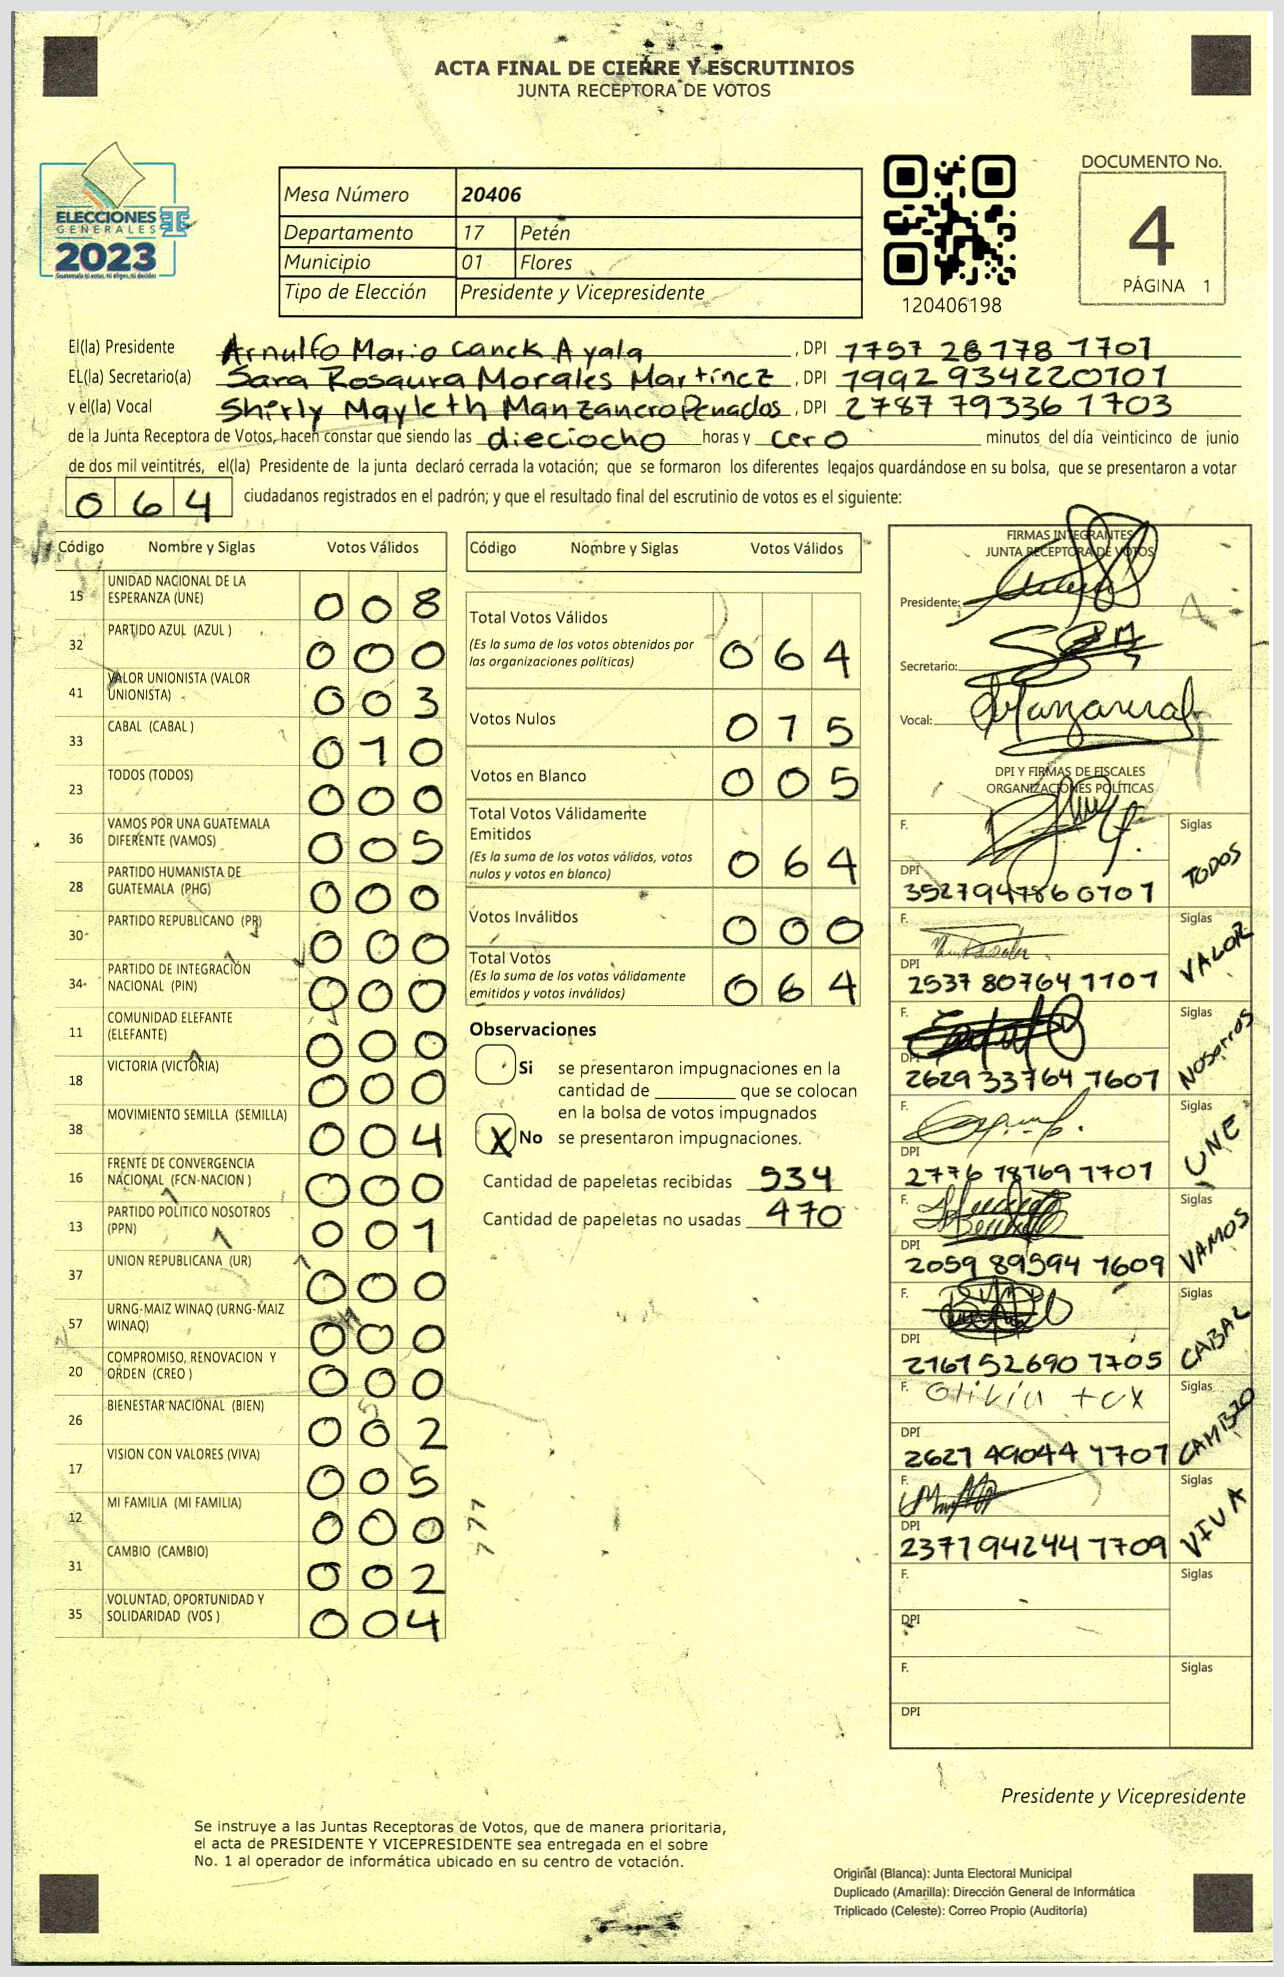 ACTA FINAL DE CIERRE Y ESCRUTINIOS
JUNTA RECEPTORA DE VOTOS
ELECCIONES
GENERALES
2023
Mesa Número 20406
Departamento 17 Petén
Municipio 01 Flores
Tipo de Elección Presidente y Vicepresidente
120406198
DOCUMENTO No.
4
PÁGINA 1
El(la) Presidente Arnulfo Mario Canck Ayala, DPI 1757 28178 1701
EL(la) Secretario(a) Sara Rosaura Morales Martínez, DPI 1992 93422 0101
y el(la) Vocal Shirly Mayleth Manzanero Penados, DPI 2787 79336 1703
de la Junta Receptora de Votos, hacen constar que siendo las dieciocho horas y cero minutos del día veinticinco de junio
de dos mil veintitrés, el(la) Presidente de la junta declaró cerrada la votación; que se formaron los diferentes legajos guardándose en su bolsa, que se presentaron a votar
064 ciudadanos registrados en el padrón; y que el resultado final del escrutinio de votos es el siguiente:
Código Nombre y Siglas Votos Válidos
15 UNIDAD NACIONAL DE LA ESPERANZA (UNE) 008
32 PARTIDO AZUL (AZUL ) 000
41 VALOR UNIONISTA (VALOR UNIONISTA) 003
33 CABAL (CABAL ) 010
23 TODOS (TODOS) 000
36 VAMOS POR UNA GUATEMALA DIFERENTE (VAMOS) 005
28 PARTIDO HUMANISTA DE GUATEMALA (PHG) 000
30 PARTIDO REPUBLICANO (PR) 000
34 PARTIDO DE INTEGRACIÓN NACIONAL (PIN) 000
11 COMUNIDAD ELEFANTE (ELEFANTE) 000
18 VICTORIA (VICTORIA) 000
38 MOVIMIENTO SEMILLA (SEMILLA) 004
16 FRENTE DE CONVERGENCIA NACIONAL (FCN-NACION ) 000
13 PARTIDO POLITICO NOSOTROS (PPN) 001
37 UNION REPUBLICANA (UR) 000
57 URNG-MAIZ WINAQ (URNG-MAIZ WINAQ) 000
20 COMPROMISO, RENOVACION Y ORDEN (CREO ) 000
26 BIENESTAR NACIONAL (BIEN) 002
17 VISION CON VALORES (VIVA) 005
12 MI FAMILIA (MI FAMILIA) 000
31 CAMBIO (CAMBIO) 002
35 VOLUNTAD, OPORTUNIDAD Y SOLIDARIDAD (VOS ) 004
Código Nombre y Siglas Votos Válidos
Total Votos Válidos 064
(Es la suma de los votos obtenidos por
las organizaciones políticas)
Votos Nulos 015
Votos en Blanco 005
Total Votos Válidamente
Emitidos 064
(Es la suma de los votos válidos, votos
nulos y votos en blanco)
Votos Inválidos 000
Total Votos 064
(Es la suma de los votos válidamente
emitidos y votos inválidos)
Observaciones
Si se presentaron impugnaciones en la
cantidad de ________ que se colocan
en la bolsa de votos impugnados
X No se presentaron impugnaciones.
Cantidad de papeletas recibidas 534
Cantidad de papeletas no usadas 470
FIRMAS INTEGRANTES
JUNTA RECEPTORA DE VOTOS
Presidente:
Secretario:
Vocal:
DPI Y FIRMAS DE FISCALES
ORGANIZACIONES POLÍTICAS
F. Siglas TODOS
DPI 3527947860701
F. Siglas VALOR
DPI 2537 80764 1701
F. Siglas NOSOTROS
DPI 2629 33764 1607
F. Siglas UNE
DPI 2776 78769 1701
F. Siglas VAMOS
DPI 2059 89594 1609
F. Siglas CABAL
DPI 2161 52690 1705
F. Olivia tox Siglas CAMBIO
DPI 2627 49044 1701
F. Siglas VIVA
DPI 2371 94244 1709
F. Siglas
DPI
F. Siglas
DPI
Presidente y Vicepresidente
Se instruye a las Juntas Receptoras de Votos, que de manera prioritaria,
el acta de PRESIDENTE Y VICEPRESIDENTE sea entregada en el sobre
No. 1 al operador de informática ubicado en su centro de votación.
Original (Blanca): Junta Electoral Municipal
Duplicado (Amarilla): Dirección General de Informática
Triplicado (Celeste): Correo Propio (Auditoría)